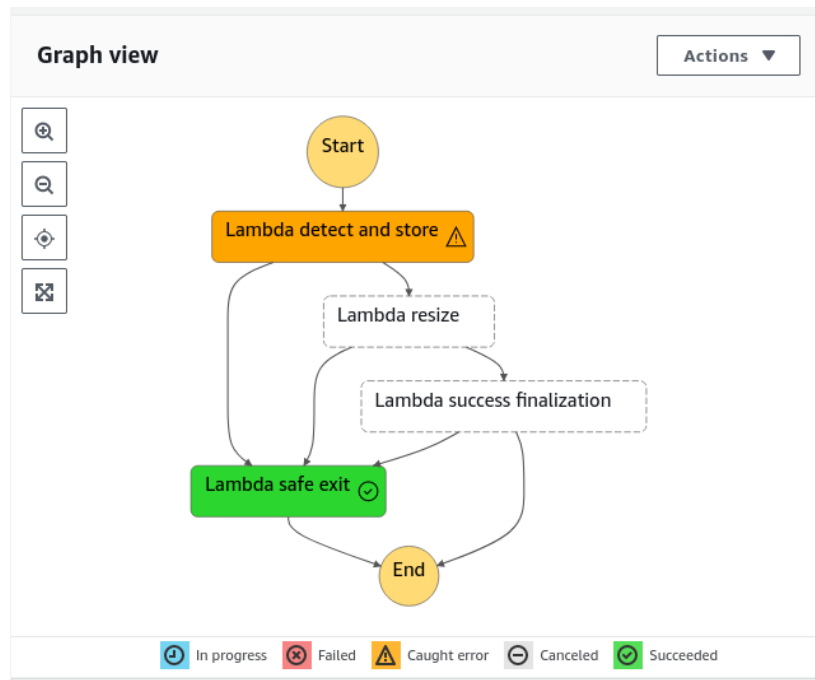 Graph view
Actions
Start
Lambda detect and store
Lambda resize
Lambda success finalization
Lambda safe exit
End
In progress
Failed
Caught error
Canceled
Succeeded